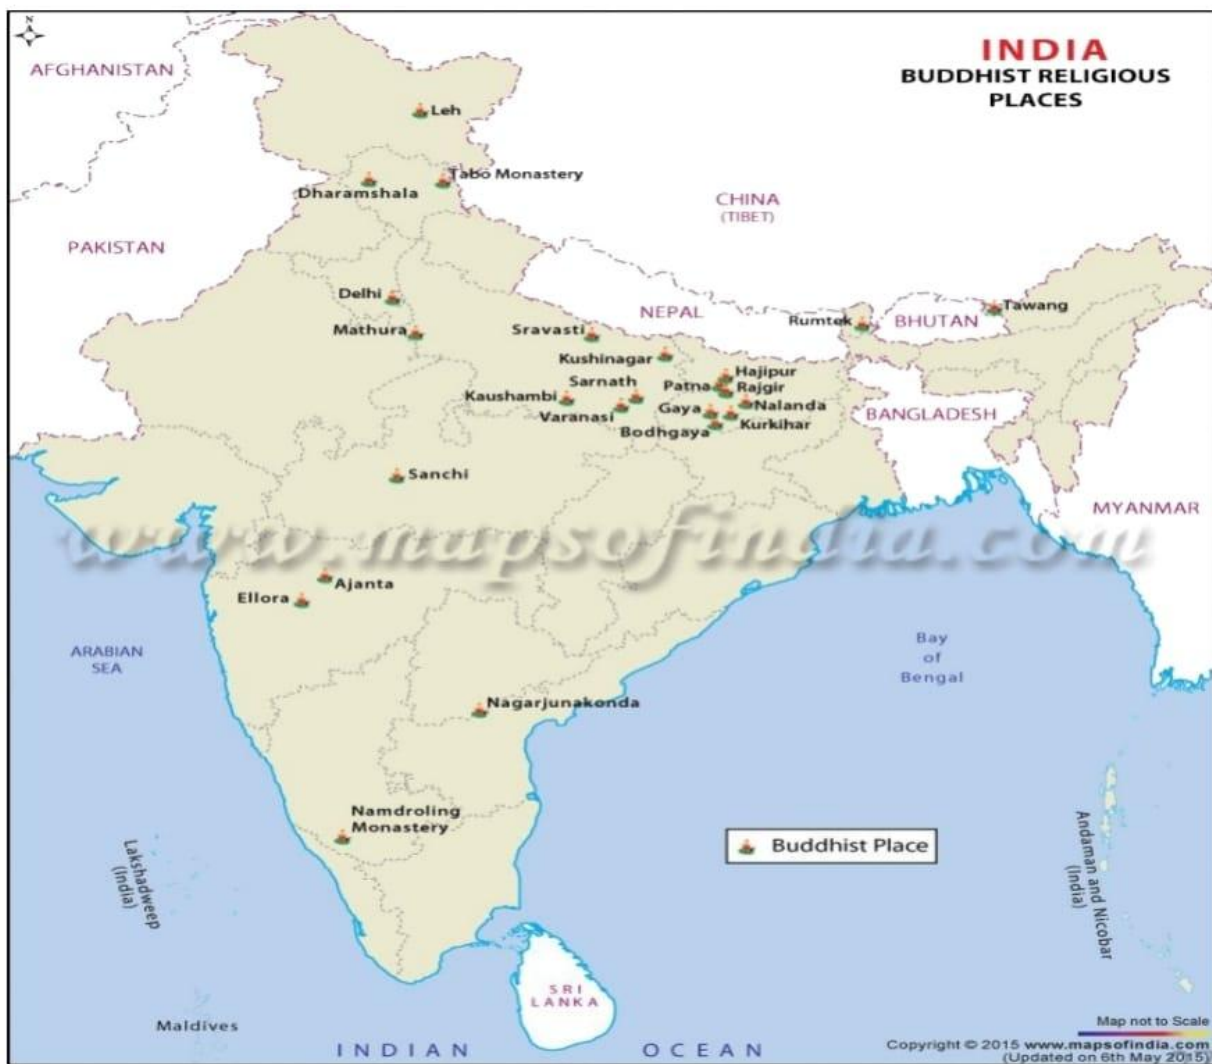 N
INDIA
BUDDHIST RELIGIOUS
PLACES
AFGHANISTAN
Leh
Tabo Monastery
Dharamshala
CHINA
(TIBET)
PAKISTAN
Delhi
NEPAL
Tawang
Rumtek
BHUTAN
Mathura
Sravasti
Kushinagar
Hajipur
Sarnath
Patna
Rajgir
Kaushambi
Nalanda
Varanasi
Gaya
BANGLADESH
Kurkihar
Bodhgaya
Sanchi
MYANMAR
www.mapsofindia.com
Ajanta
Ellora
ARABIAN
SEA
Bay
of
Bengal
Nagarjunakonda
Namdroling
Monastery
Buddhist Place
Lakshadweep
(India)
Andaman and Nicobar
(India)
SRI
LANKA
Maldives
INDIAN OCEAN
Map not to Scale
Copyright © 2015 www.mapsofindia.com
(Updated on 6th May 2015)